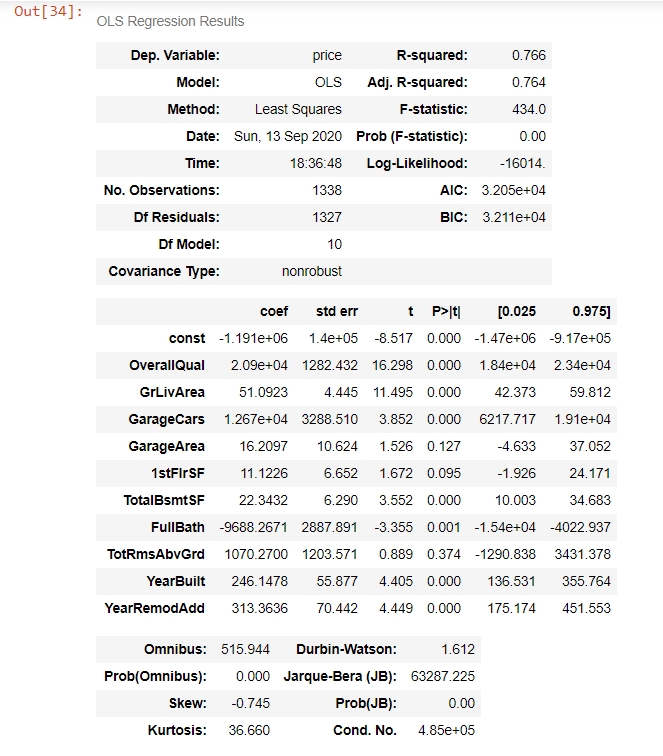 Out[34]: OLS Regression Results
Dep. Variable: price R-squared: 0.766
Model: OLS Adj. R-squared: 0.764
Method: Least Squares F-statistic: 434.0
Date: Sun, 13 Sep 2020 Prob (F-statistic): 0.00
Time: 18:36:48 Log-Likelihood: -16014.
No. Observations: 1338 AIC: 3.205e+04
Df Residuals: 1327 BIC: 3.211e+04
Df Model: 10
Covariance Type: nonrobust
coef std err t P>|t| [0.025 0.975]
const -1.191e+06 1.4e+05 -8.517 0.000 -1.47e+06 -9.17e+05
OverallQual 2.09e+04 1282.432 16.298 0.000 1.84e+04 2.34e+04
GrLivArea 51.0923 4.445 11.495 0.000 42.373 59.812
GarageCars 1.267e+04 3288.510 3.852 0.000 6217.717 1.91e+04
GarageArea 16.2097 10.624 1.526 0.127 -4.633 37.052
1stFlrSF 11.1226 6.652 1.672 0.095 -1.926 24.171
TotalBsmtSF 22.3432 6.290 3.552 0.000 10.003 34.683
FullBath -9688.2671 2887.891 -3.355 0.001 -1.54e+04 -4022.937
TotRmsAbvGrd 1070.2700 1203.571 0.889 0.374 -1290.838 3431.378
YearBuilt 246.1478 55.877 4.405 0.000 136.531 355.764
YearRemodAdd 313.3636 70.442 4.449 0.000 175.174 451.553
Omnibus: 515.944 Durbin-Watson: 1.612
Prob(Omnibus): 0.000 Jarque-Bera (JB): 63287.225
Skew: -0.745 Prob(JB): 0.00
Kurtosis: 36.660 Cond. No. 4.85e+05